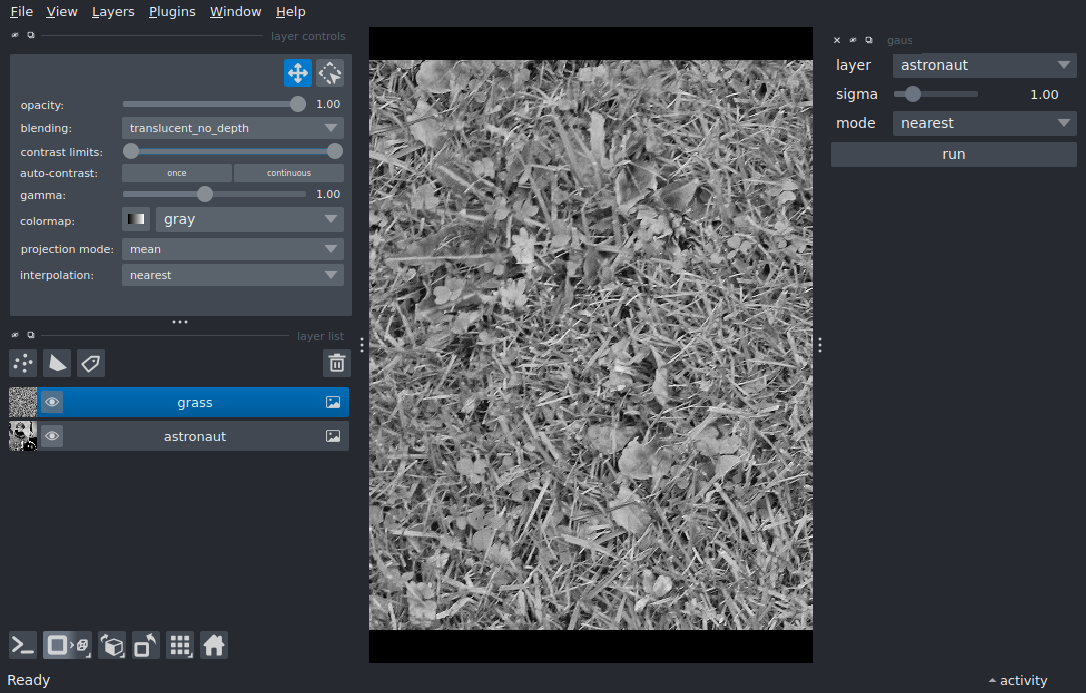 File View Layers Plugins Window Help
layer controls
opacity: 1.00
blending: translucent_no_depth
contrast limits:
auto-contrast: once continuous
gamma: 1.00
colormap: gray
projection mode: mean
interpolation: nearest
layer list
grass
astronaut
gaus
layer astronaut
sigma 1.00
mode nearest
run
Ready
activity